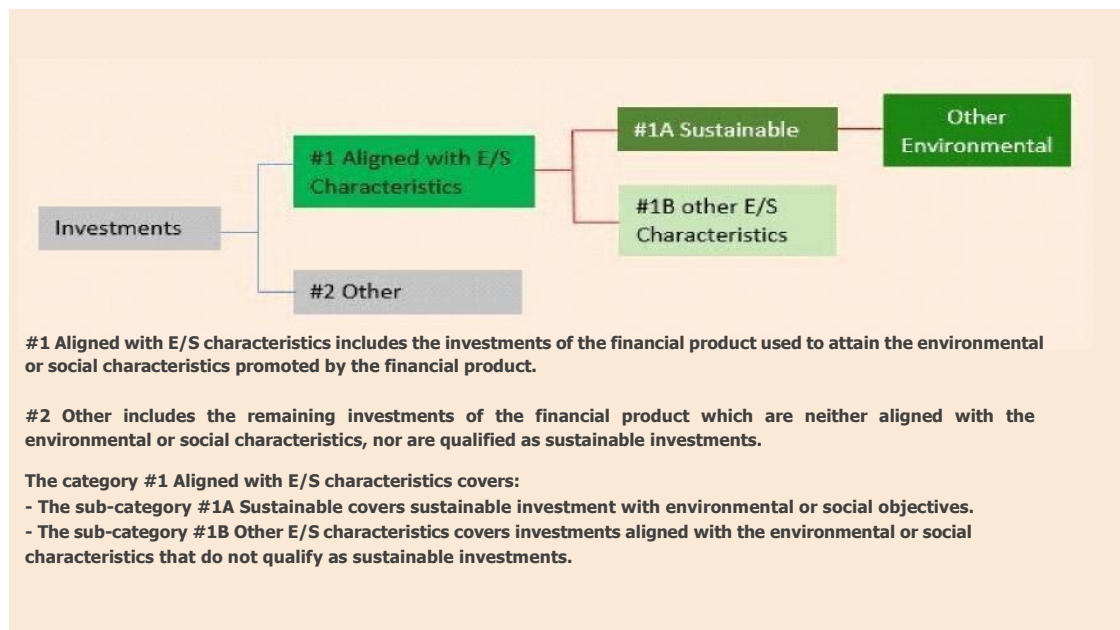 Other
Environmental
#1A Sustainable
#1 Aligned with E/S
Characteristics
#1B other E/S
Characteristics
Investments
#2 Other
#1 Aligned with E/S characteristics includes the investments of the financial product used to attain the environmental
or social characteristics promoted by the financial product.
#2 Other includes the remaining investments of the financial product which are neither aligned with the
environmental or social characteristics, nor are qualified as sustainable investments.
The category #1 Aligned with E/S characteristics covers:
- The sub-category #1A Sustainable covers sustainable investment with environmental or social objectives.
- The sub-category #1B Other E/S characteristics covers investments aligned with the environmental or social
characteristics that do not qualify as sustainable investments.